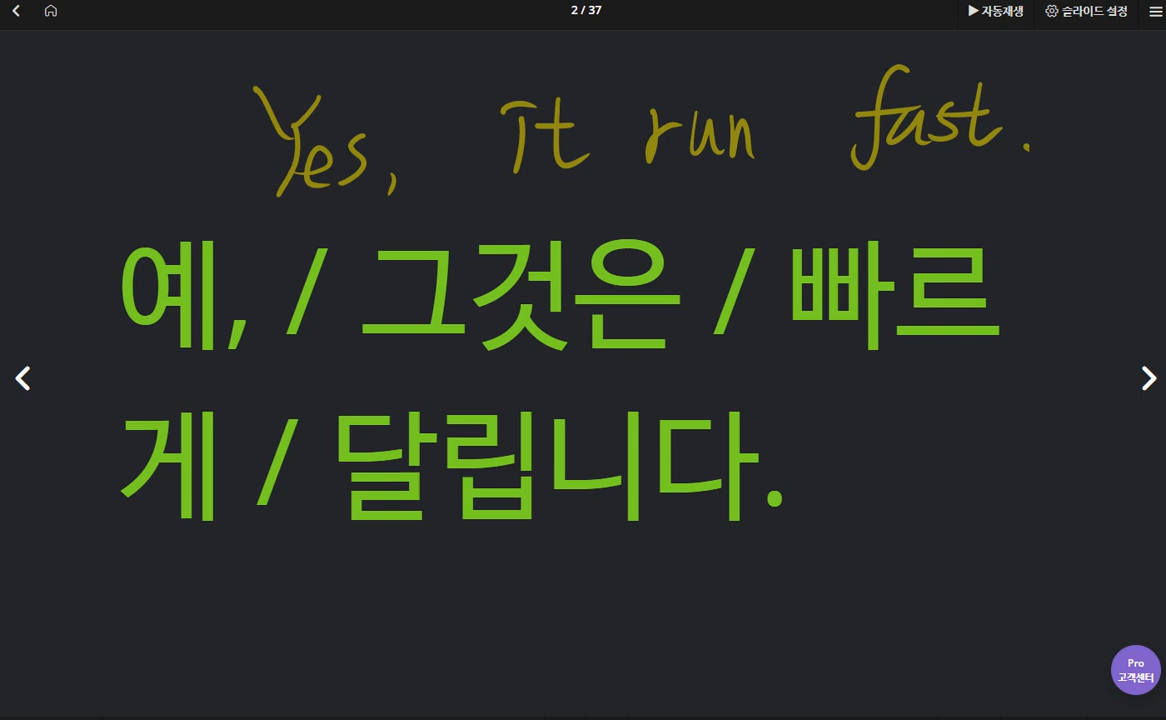 2 / 37
자동재생
슬라이드 설정
Yes, it run fast.
예, / 그것은 / 빠르
게 / 달립니다.
Pro
고객센터